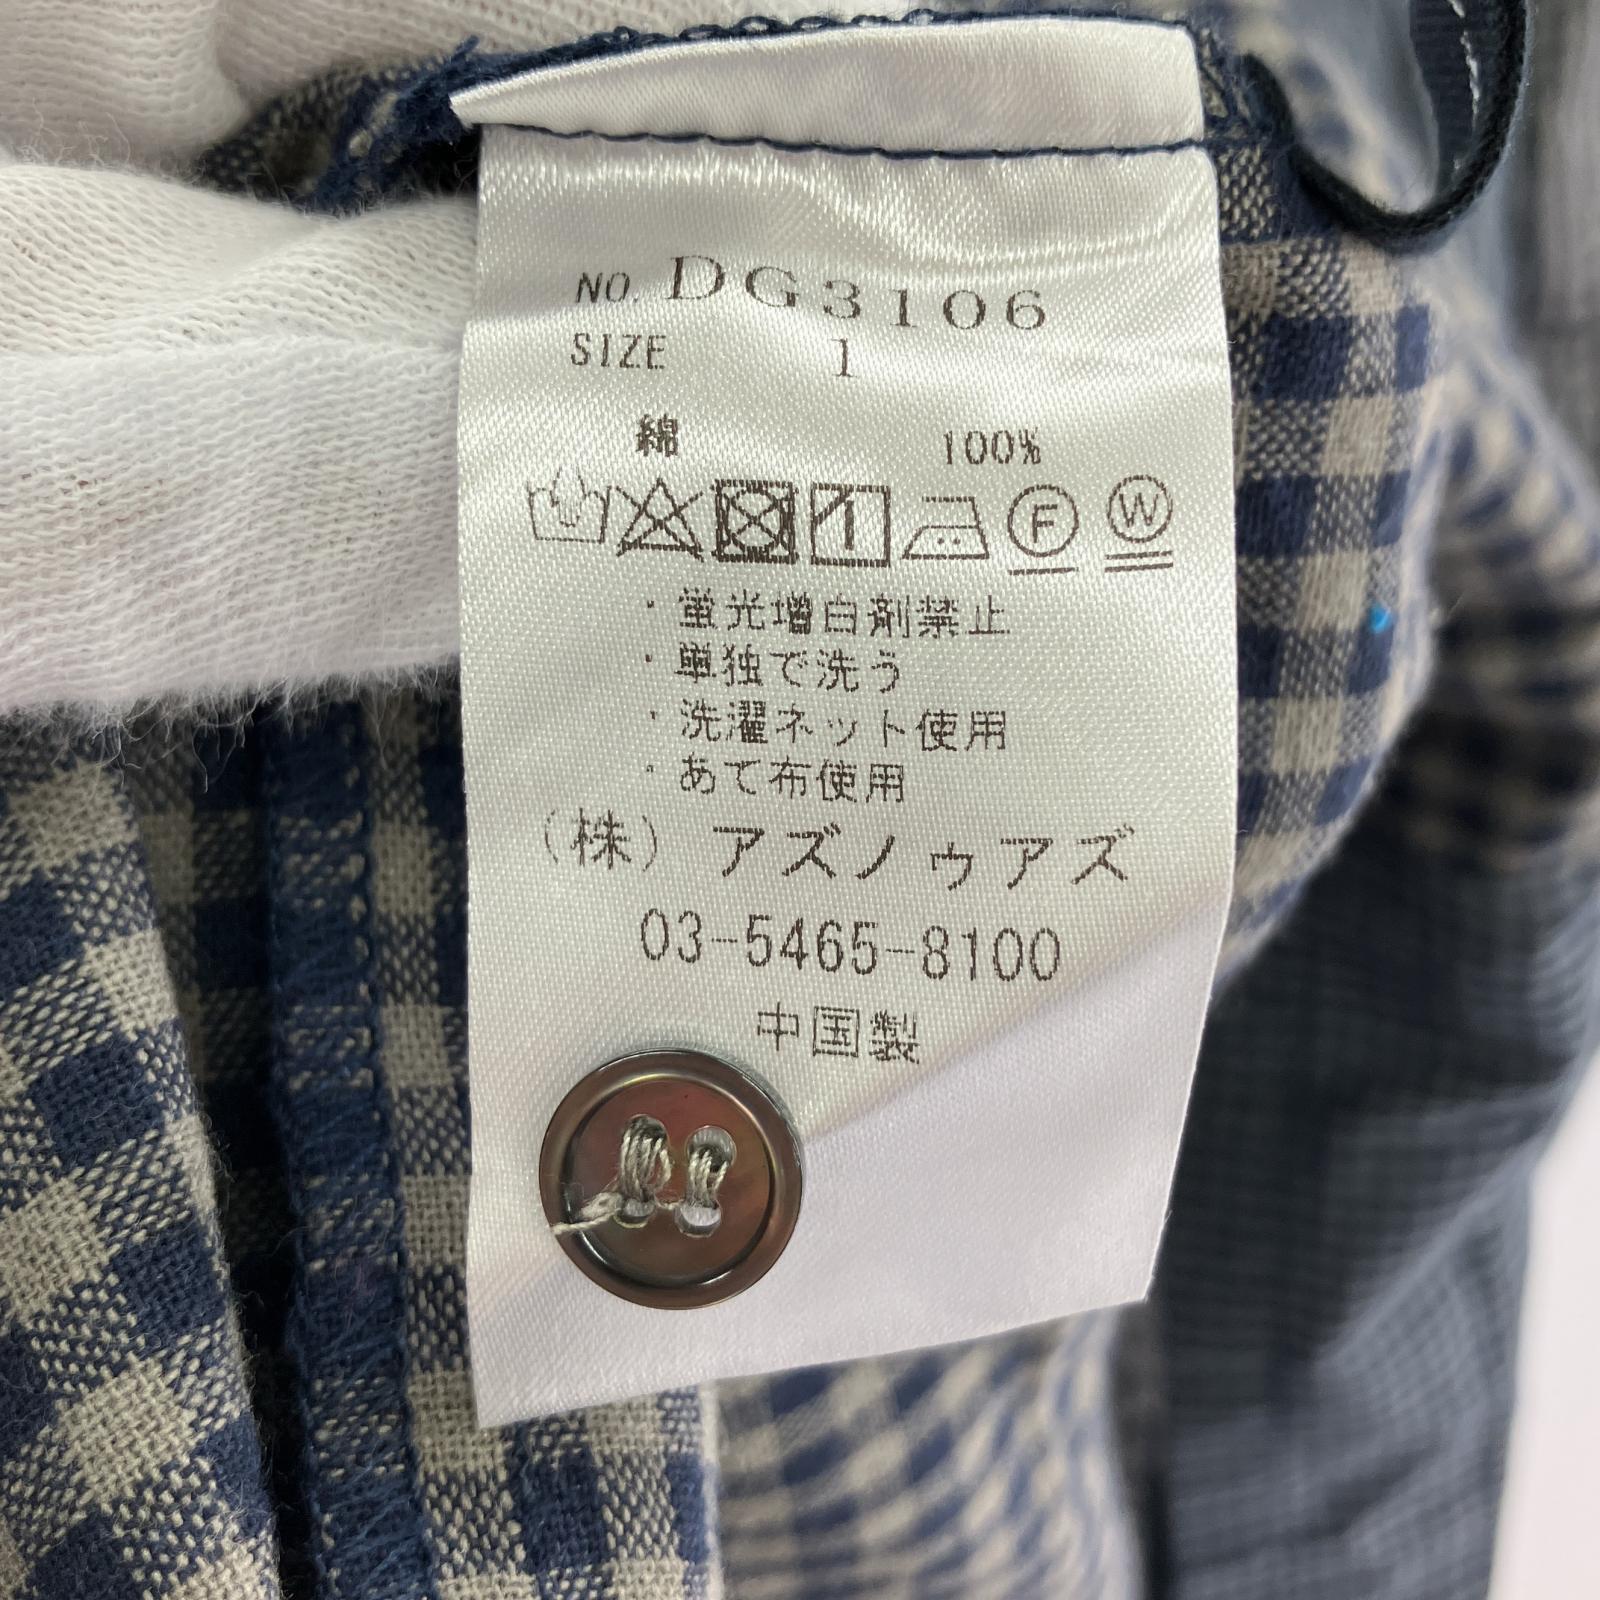 NO. DG3106
SIZE 1
綿 100%
F W
・蛍光増白剤禁止
・単独で洗う
・洗濯ネット使用
・あて布使用
(株) アズノゥアズ
03-5465-8100
中国製